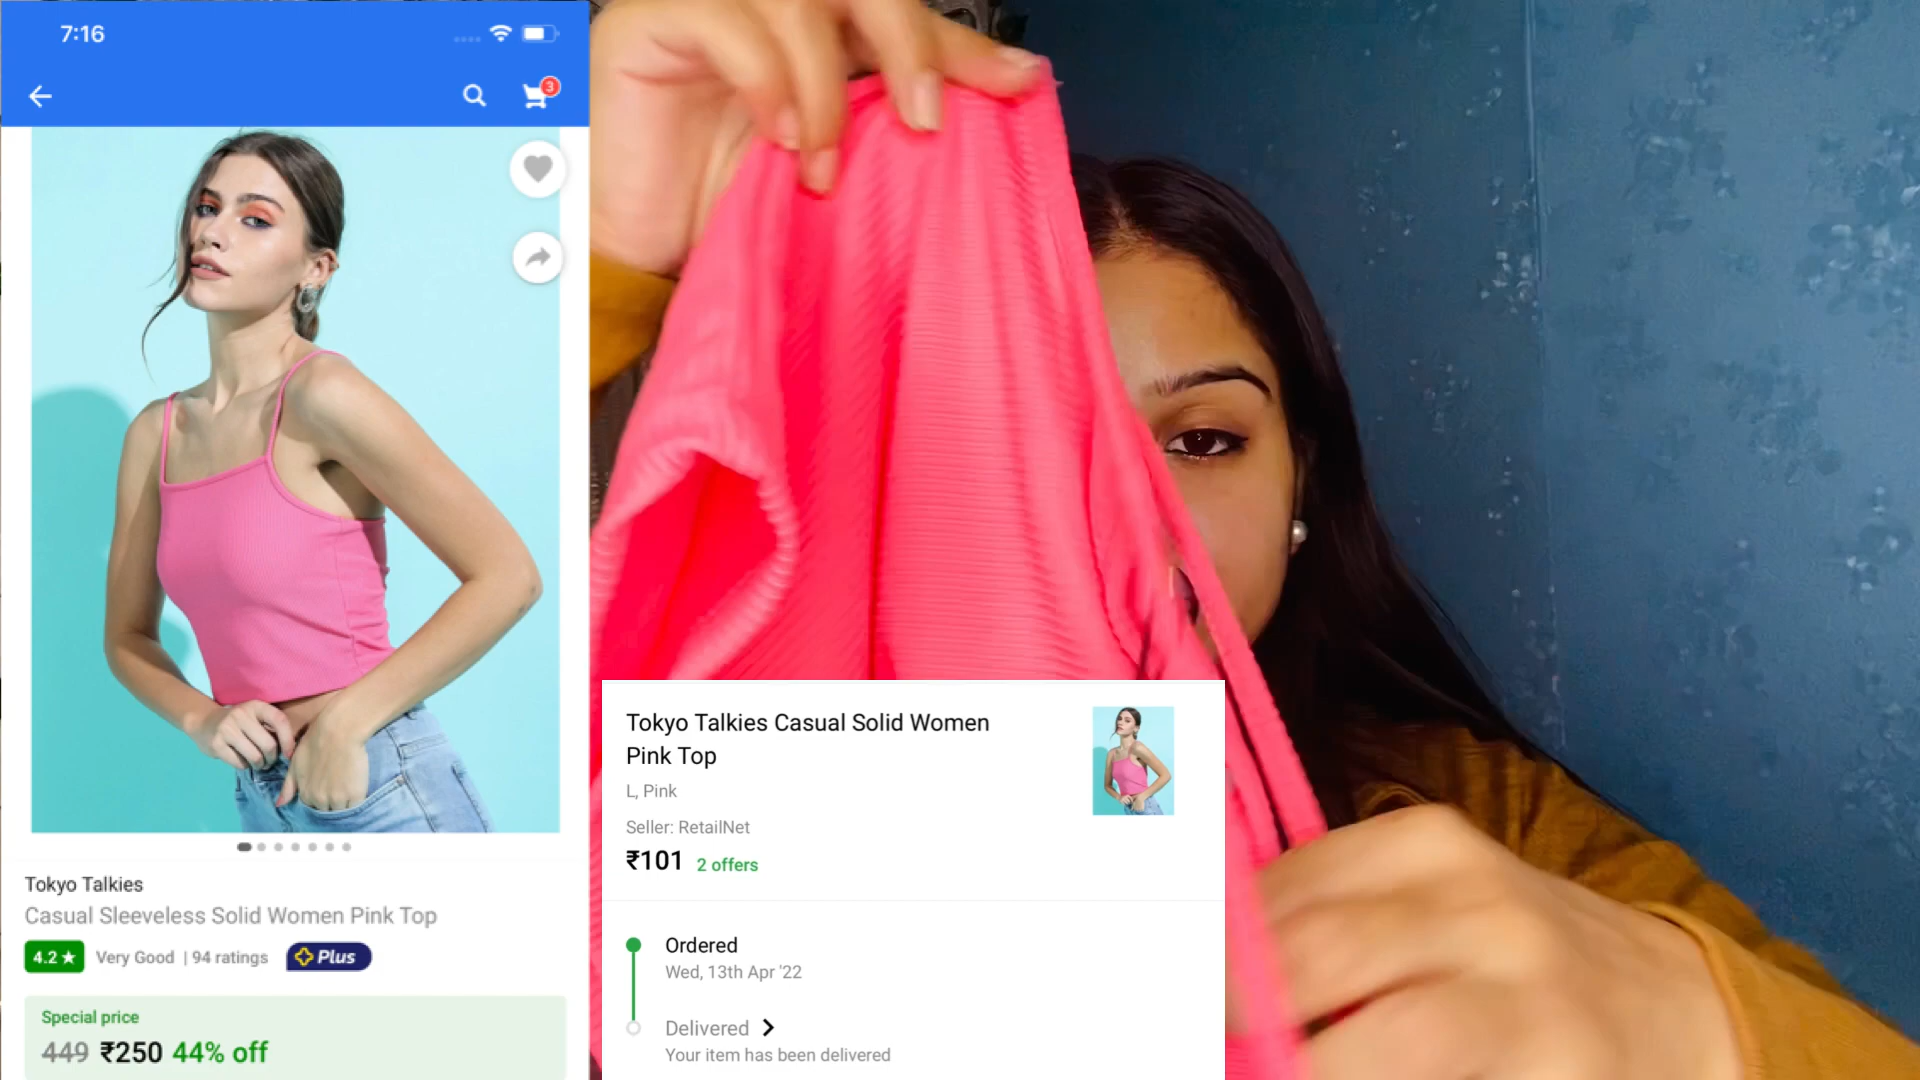 7:16
3
Tokyo Talkies
Casual Sleeveless Solid Women Pink Top
4.2★ Very Good | 94 ratings Plus
Special price
449 ₹250 44% off
Tokyo Talkies Casual Solid Women
Pink Top
L, Pink
Seller: RetailNet
₹101 2 offers
Ordered
Wed, 13th Apr '22
Delivered
Your item has been delivered